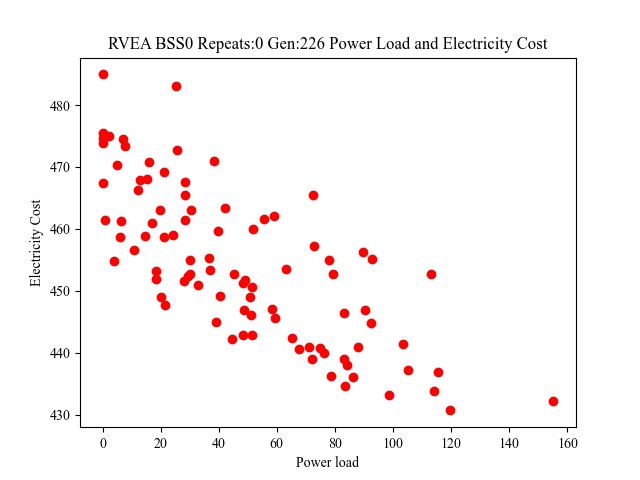 RVEA BSS0 Repeats:0 Gen:226 Power Load and Electricity Cost
Electricity Cost
480
470
460
450
440
430
0 20 40 60 80 100 120 140 160
Power load